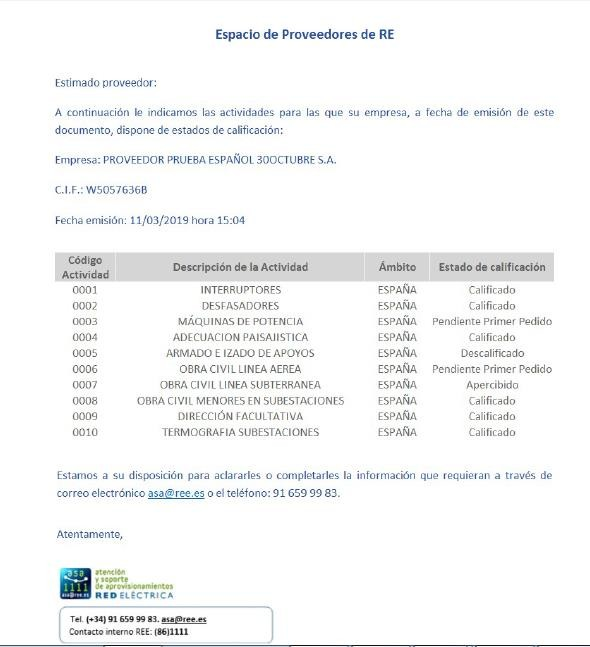 Espacio de Proveedores de RE
Estimado proveedor:
A continuación le indicamos las actividades para las que su empresa, a fecha de emisión de este
documento, dispone de estados de calificación:
Empresa: PROVEEDOR PRUEBA ESPAÑOL 30OCTUBRE S.A.
C.I.F.: W5057636B
Fecha emisión: 11/03/2019 hora 15:04
Código Actividad Descripción de la Actividad Ámbito Estado de calificación
0001 INTERRUPTORES ESPAÑA Calificado
0002 DESFASADORES ESPAÑA Calificado
0003 MÁQUINAS DE POTENCIA ESPAÑA Pendiente Primer Pedido
0004 ADECUACION PAISAJISTICA ESPAÑA Calificado
0005 ARMADO E IZADO DE APOYOS ESPAÑA Descalificado
0006 OBRA CIVIL LINEA AEREA ESPAÑA Pendiente Primer Pedido
0007 OBRA CIVIL LINEA SUBTERRANEA ESPAÑA Apercibido
0008 OBRA CIVIL MENORES EN SUBESTACIONES ESPAÑA Calificado
0009 DIRECCIÓN FACULTATIVA ESPAÑA Calificado
0010 TERMOGRAFIA SUBESTACIONES ESPAÑA Calificado
Estamos a su disposición para aclararles o completarles la información que requieran a través de
correo electrónico asa@ree.es o el teléfono: 91 659 99 83.
Atentamente,
asa
1111
asa@ree.es
atención
y soporte
de aprovisionamientos
RED ELÉCTRICA
Tel. (+34) 91 659 99 83. asa@ree.es
Contacto interno REE: (86)1111